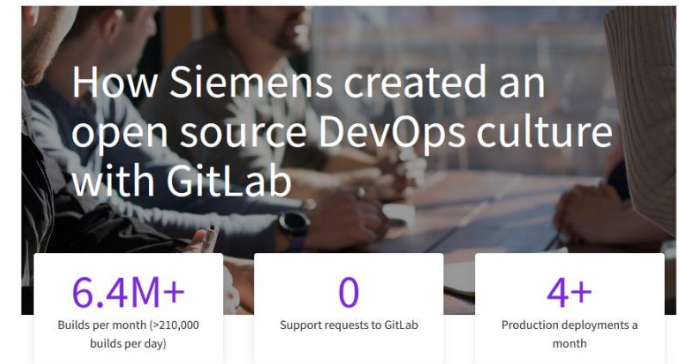 How Siemens created an
open source DevOps culture
with GitLab
6.4M+
Builds per month (>210,000
builds per day)
0
Support requests to GitLab
4+
Production deployments a
month